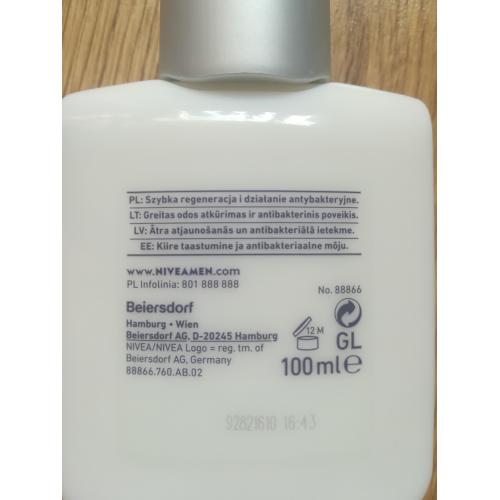 PL: Szybka regeneracja i działanie antybakteryjne.
LT: Greitas odos atkūrimas ir antibakterinis poveikis.
LV: Ātra atjaunošanās un antibakteriālā ietekme.
EE: Kiire taastumine ja antibakteriaalne mõju.
www.NIVEAMEN.com
PL Infolinia: 801 888 888
No. 88866
Beiersdorf
Hamburg • Wien
Beiersdorf AG, D-20245 Hamburg
NIVEA/NIVEA Logo = reg. tm. of
Beiersdorf AG, Germany
88866.760.AB.02
12 M
GL
100 ml e
92821610 16:43